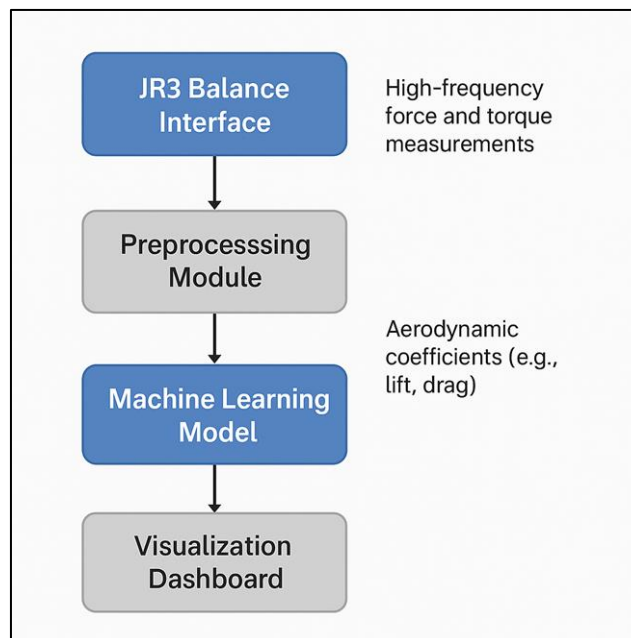 JR3 Balance
Interface
High-frequency
force and torque
measurements
Preprocesssing
Module
Aerodynamic
coefficients (e.g.,
lift, drag)
Machine Learning
Model
Visualization
Dashboard